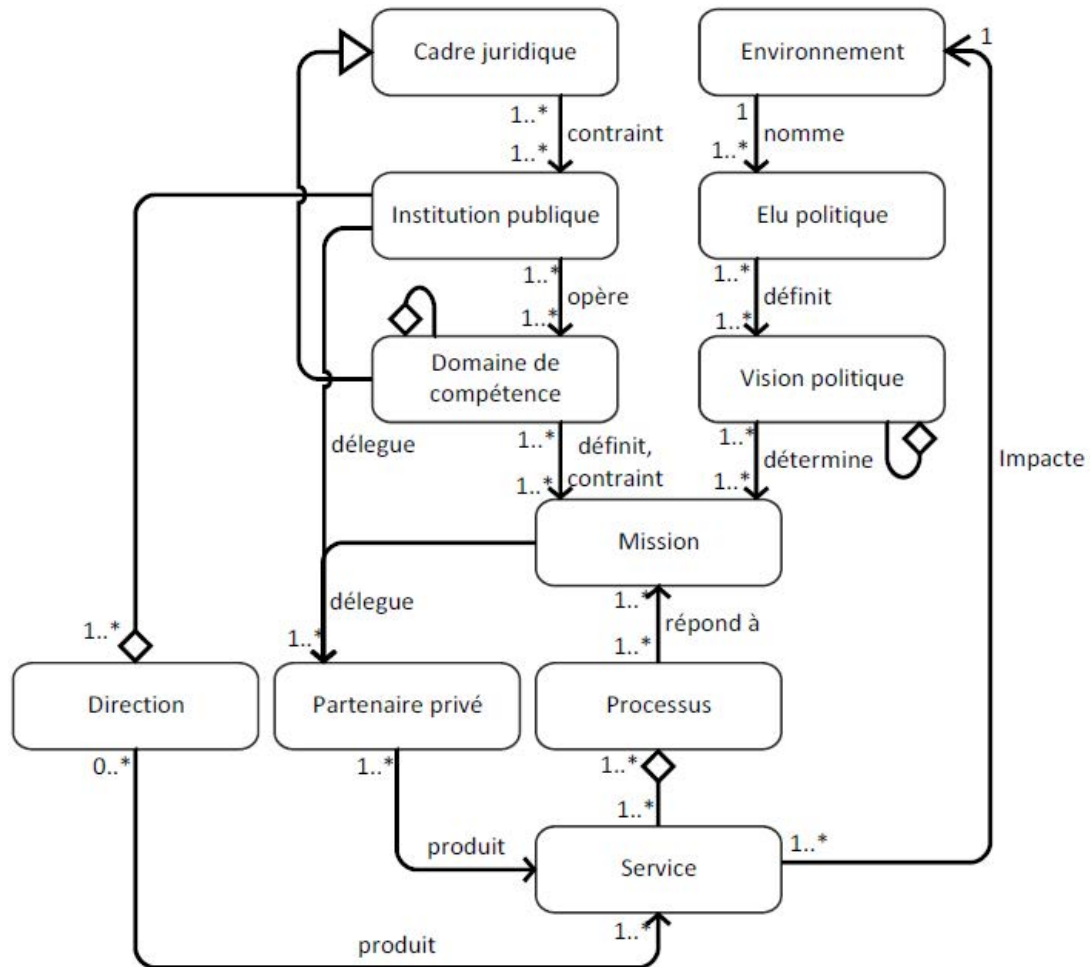 Cadre juridique
Environnement
1
1..*
contraint
1..*
1
nomme
1..*
Institution publique
Elu politique
1..*
opère
1..*
1..*
définit
1..*
Domaine de
compétence
Vision politique
délegue
1..*
définit,
contraint
1..*
1..*
détermine
1..*
Impacte
Mission
délegue
1..*
répond à
1..*
1..*
1..*
Direction
Partenaire privé
Processus
0..*
1..*
1..*
1..*
produit
Service
1..*
produit
1..*